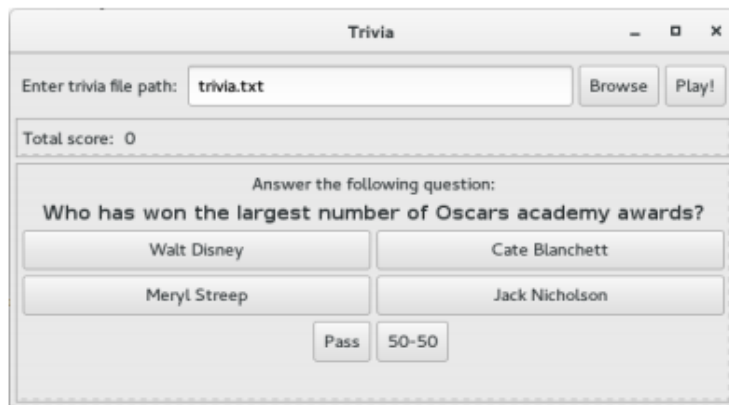 Trivia
Enter trivia file path: trivia.txt Browse Play!
Total score: 0
Answer the following question:
Who has won the largest number of Oscars academy awards?
Walt Disney Cate Blanchett
Meryl Streep Jack Nicholson
Pass 50-50